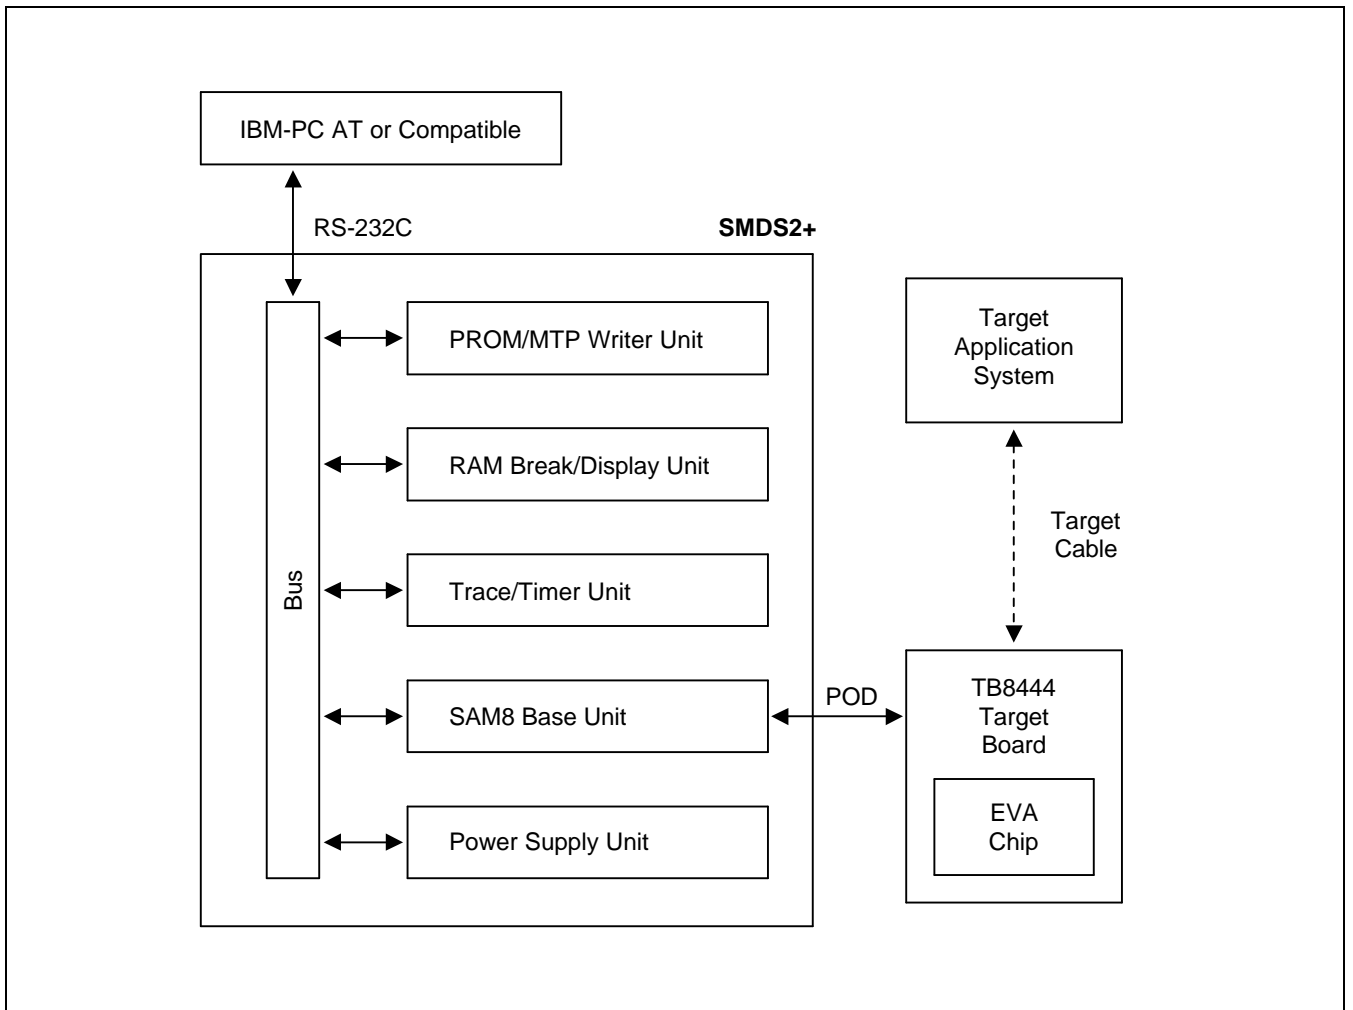 IBM-PC AT or Compatible
RS-232C
SMDS2+
Bus
PROM/MTP Writer Unit
RAM Break/Display Unit
Trace/Timer Unit
SAM8 Base Unit
Power Supply Unit
POD
Target
Application
System
Target
Cable
TB8444
Target
Board
EVA
Chip